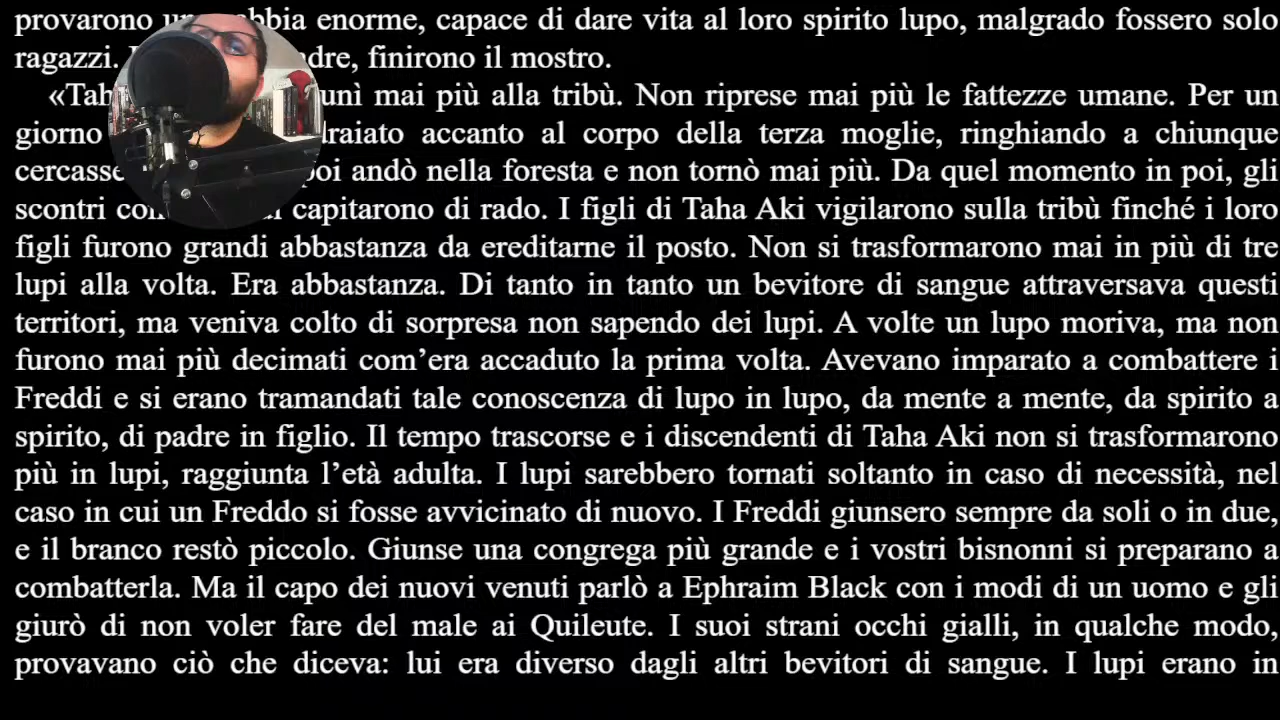 provarono bbia enorme, capace di dare vita al loro spirito lupo, malgrado fossero solo
ragazzi. dre, finirono il mostro.
«Tah unì mai più alla tribù. Non riprese mai più le fattezze umane. Per un
giorno draiato accanto al corpo della terza moglie, ringhiando a chiunque
cercasse poi andò nella foresta e non tornò mai più. Da quel momento in poi, gli
scontri con capitarono di rado. I figli di Taha Aki vigilarono sulla tribù finché i loro
figli furono grandi abbastanza da ereditarne il posto. Non si trasformarono mai in più di tre
lupi alla volta. Era abbastanza. Di tanto in tanto un bevitore di sangue attraversava questi
territori, ma veniva colto di sorpresa non sapendo dei lupi. A volte un lupo moriva, ma non
furono mai più decimati com’era accaduto la prima volta. Avevano imparato a combattere i
Freddi e si erano tramandati tale conoscenza di lupo in lupo, da mente a mente, da spirito a
spirito, di padre in figlio. Il tempo trascorse e i discendenti di Taha Aki non si trasformarono
più in lupi, raggiunta l’età adulta. I lupi sarebbero tornati soltanto in caso di necessità, nel
caso in cui un Freddo si fosse avvicinato di nuovo. I Freddi giunsero sempre da soli o in due,
e il branco restò piccolo. Giunse una congrega più grande e i vostri bisnonni si preparano a
combatterla. Ma il capo dei nuovi venuti parlò a Ephraim Black con i modi di un uomo e gli
giurò di non voler fare del male ai Quileute. I suoi strani occhi gialli, in qualche modo,
provavano ciò che diceva: lui era diverso dagli altri bevitori di sangue. I lupi erano in